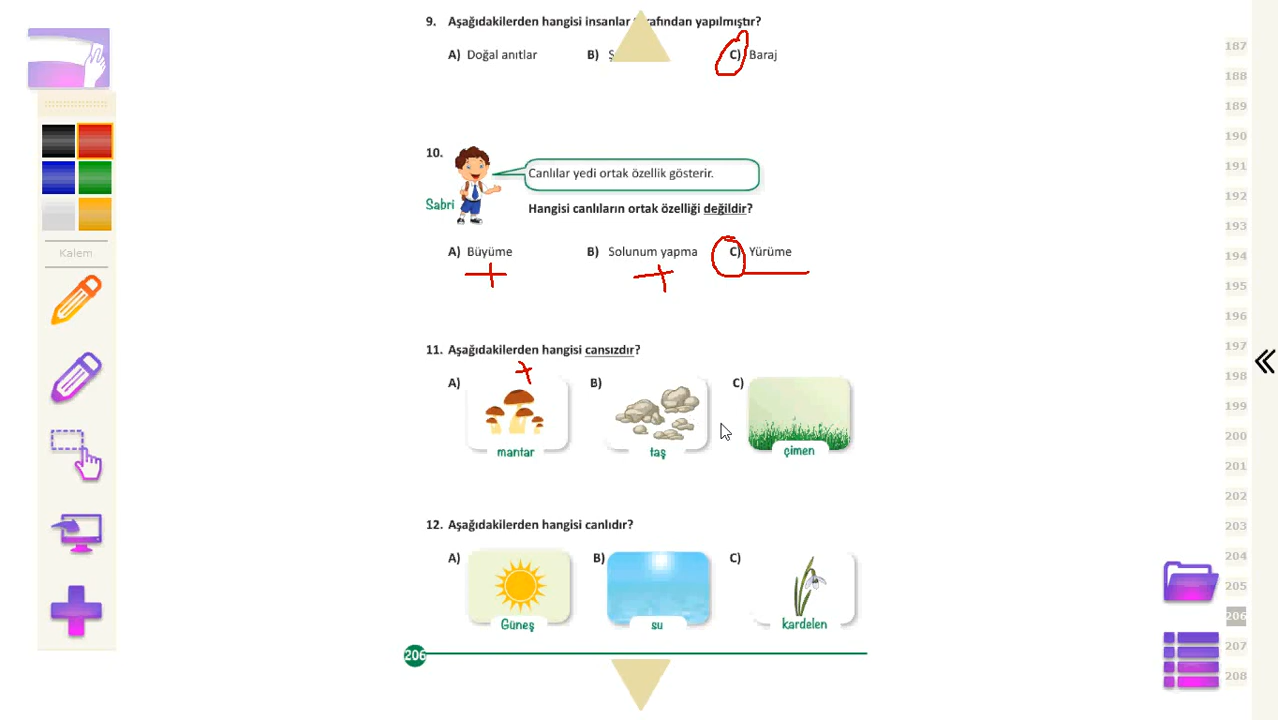 9. Aşağıdakilerden hangisi insanlar yapılmıştır?
A) Doğal anıtlar B) C) Baraj
10.
Canlılar yedi ortak özellik gösterir.
Sabri
Hangisi canlıların ortak özelliği değildir?
A) Büyüme B) Solunum yapma C) Yürüme
11. Aşağıdakilerden hangisi cansızdır?
A) B) C)
mantar taş çimen
12. Aşağıdakilerden hangisi canlıdır?
A) B) C)
Güneş su kardelen
206
Kalem
187
188
189
190
191
192
193
194
195
196
197
198
199
200
201
202
203
204
205
206
207
208